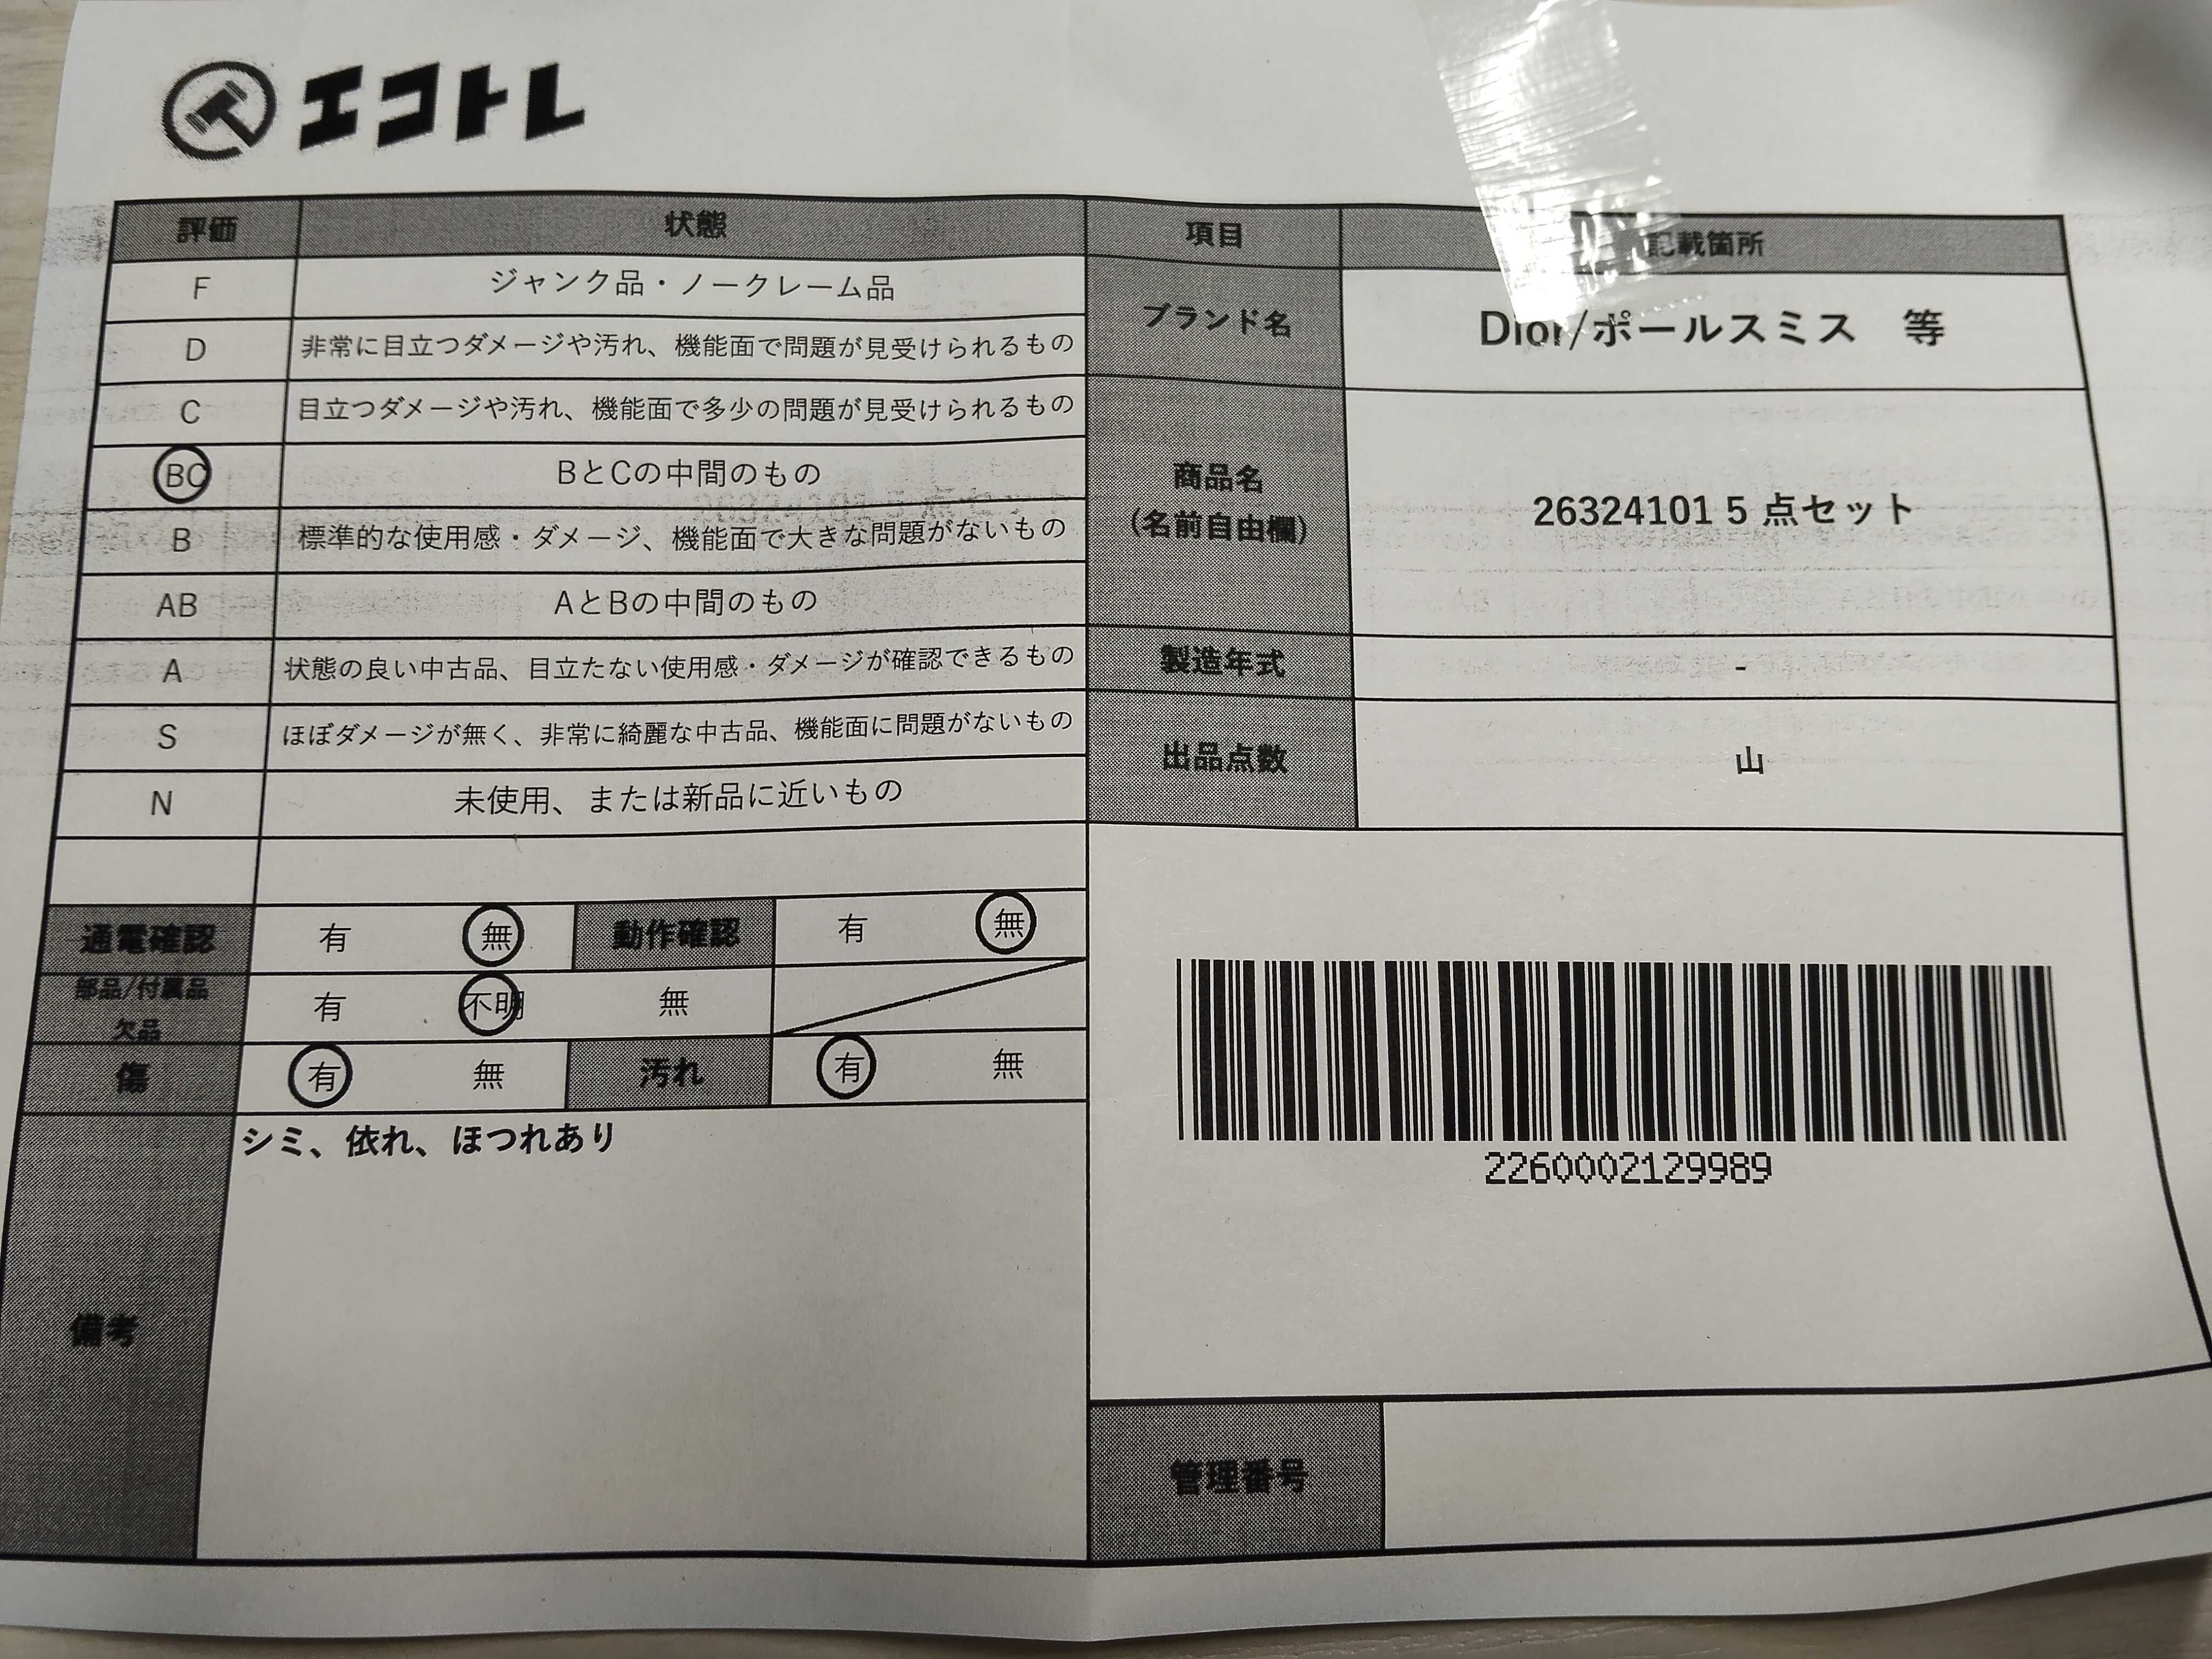 エコトレ
評価 状態
F ジャンク品・ノークレーム品
D 非常に目立つダメージや汚れ、機能面で問題が見受けられるもの
C 目立つダメージや汚れ、機能面で多少の問題が見受けられるもの
BC BとCの中間のもの
B 標準的な使用感・ダメージ、機能面で大きな問題がないもの
AB AとBの中間のもの
A 状態の良い中古品、目立たない使用感・ダメージが確認できるもの
S ほぼダメージが無く、非常に綺麗な中古品、機能面に問題がないもの
N 未使用、または新品に近いもの
通電確認 有 無 動作確認 有 無
部品/付属品
欠品 有 不明 無
傷 有 無 汚れ 有 無
備考 シミ、依れ、ほつれあり
項目 記載箇所
ブランド名 Dior/ポールスミス 等
商品名
(名前自由欄) 26324101 5 点セット
製造年式 -
出品点数 山
2260002129989
管理番号